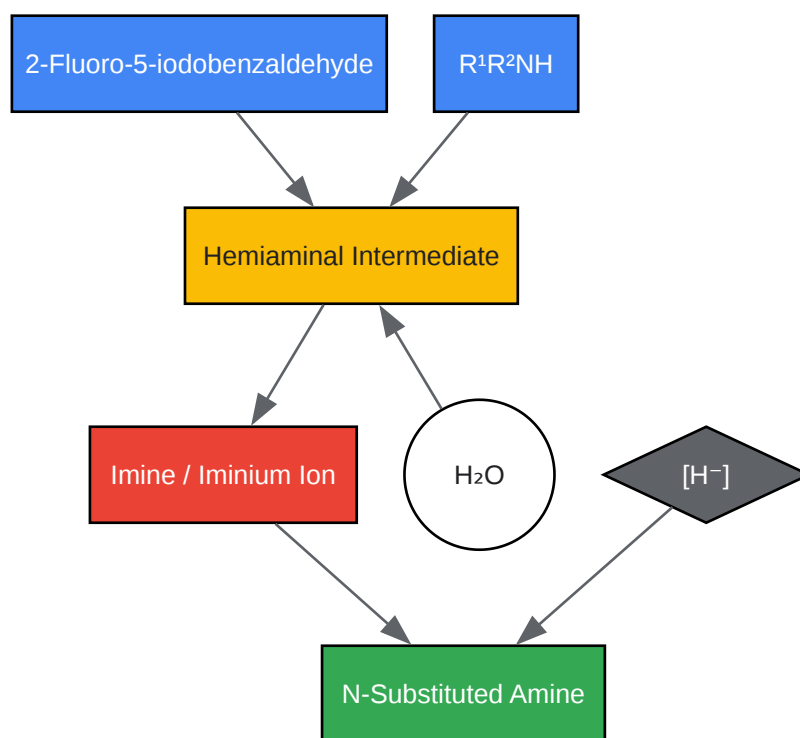 2-Fluoro-5-iodobenzaldehyde
R¹R²NH
Hemiaminal Intermediate
Imine / Iminium Ion
H₂O
[H⁻]
N-Substituted Amine